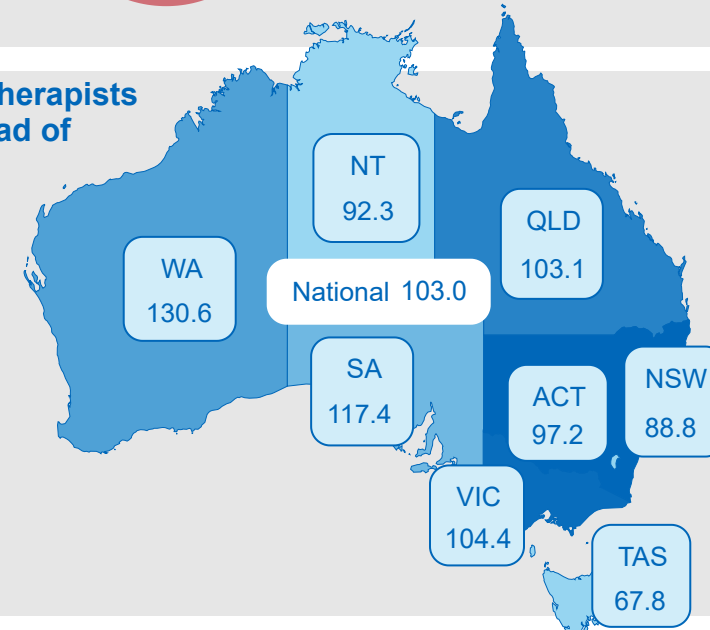 herapists
ad of
NT
92.3
QLD
103.1
WA
130.6
National 103.0
SA
117.4
ACT
97.2
NSW
88.8
VIC
104.4
TAS
67.8